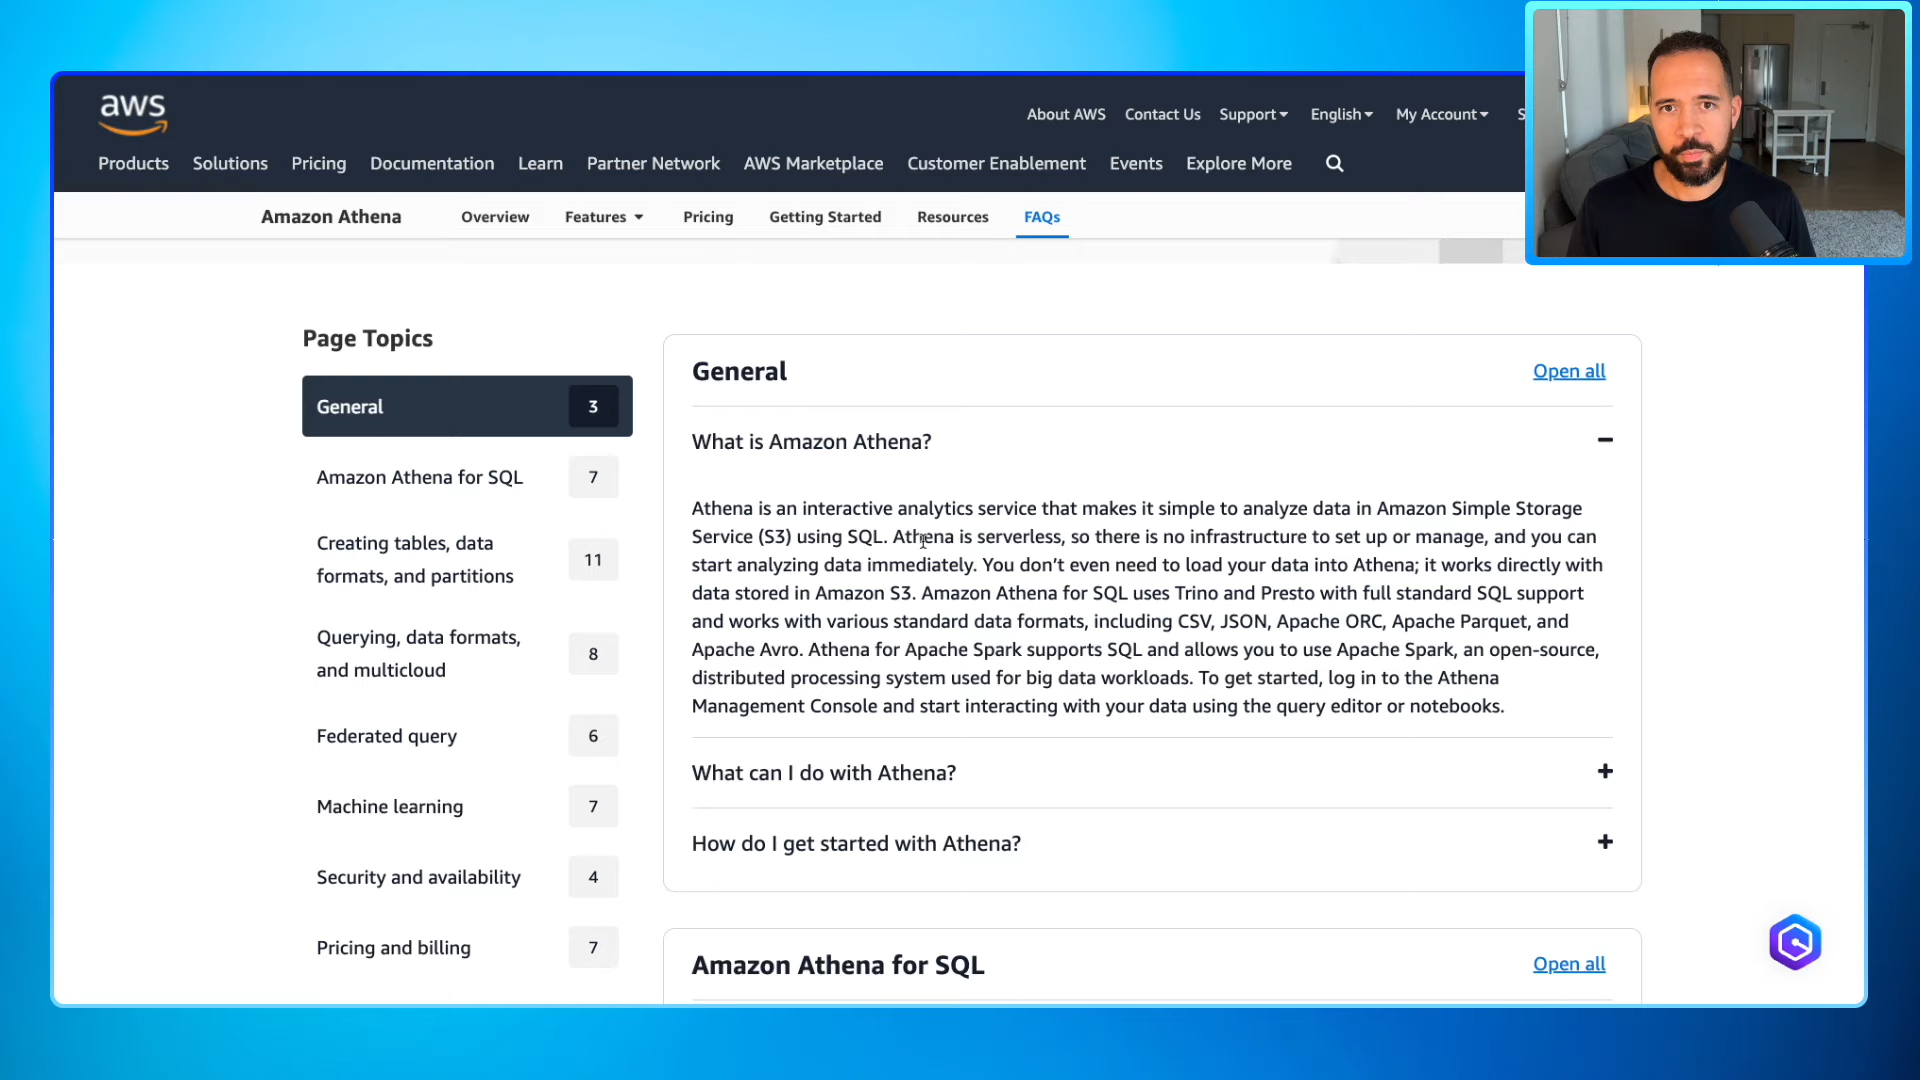 aws
About AWS Contact Us Support English My Account S
Products Solutions Pricing Documentation Learn Partner Network AWS Marketplace Customer Enablement Events Explore More
Amazon Athena Overview Features Pricing Getting Started Resources FAQs
Page Topics
General 3
Amazon Athena for SQL 7
Creating tables, data
formats, and partitions
11
Querying, data formats,
and multicloud
8
Federated query 6
Machine learning 7
Security and availability 4
Pricing and billing 7
General Open all
What is Amazon Athena?
Athena is an interactive analytics service that makes it simple to analyze data in Amazon Simple Storage
Service (S3) using SQL. Athena is serverless, so there is no infrastructure to set up or manage, and you can
start analyzing data immediately. You don’t even need to load your data into Athena; it works directly with
data stored in Amazon S3. Amazon Athena for SQL uses Trino and Presto with full standard SQL support
and works with various standard data formats, including CSV, JSON, Apache ORC, Apache Parquet, and
Apache Avro. Athena for Apache Spark supports SQL and allows you to use Apache Spark, an open-source,
distributed processing system used for big data workloads. To get started, log in to the Athena
Management Console and start interacting with your data using the query editor or notebooks.
What can I do with Athena?
How do I get started with Athena?
Amazon Athena for SQL Open all